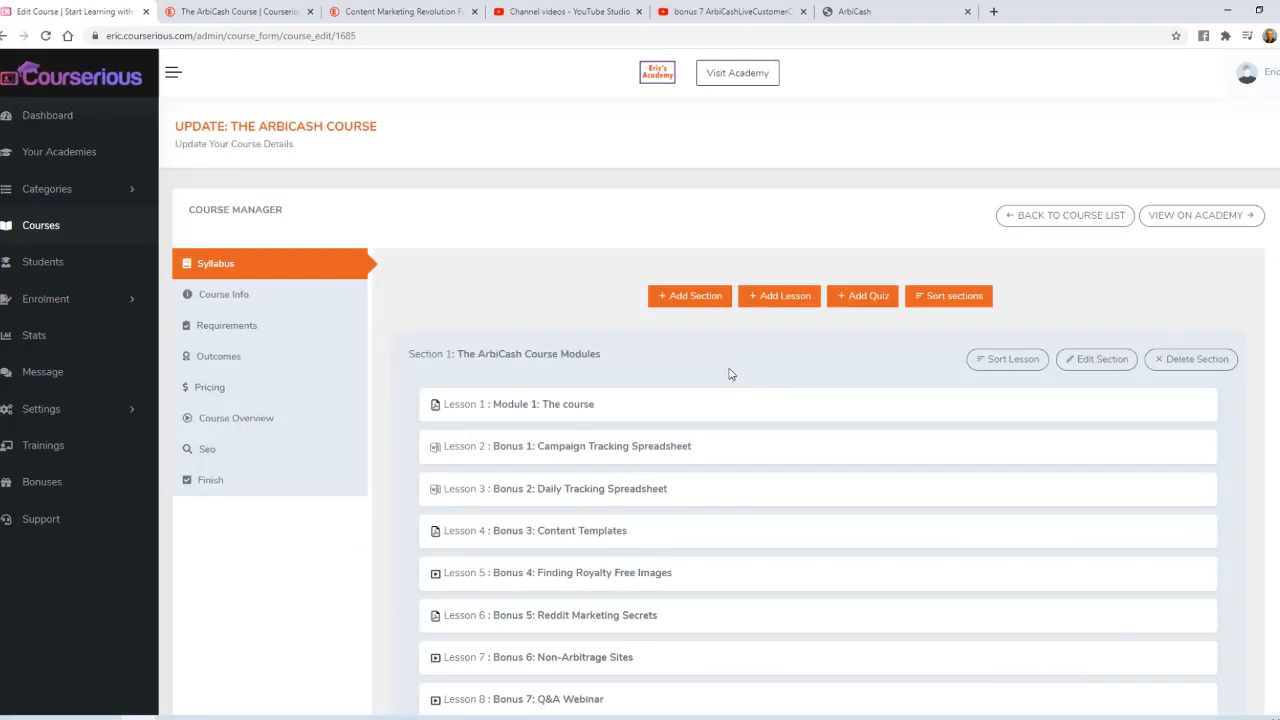 Edit Course | Start Learning with
The ArbiCash Course | Courseriou
Content Marketing Revolution P
Channel videos - YouTube Studio
bonus 7 ArbiCashLiveCustomerC
ArbiCash
eric.courserious.com/admin/course_form/course_edit/1685
Courserious
Eric's Academy
Visit Academy
Eric
Dashboard
Your Academies
Categories
Courses
Students
Enrolment
Stats
Message
Settings
Trainings
Bonuses
Support
UPDATE: THE ARBICASH COURSE
Update Your Course Details
COURSE MANAGER
← BACK TO COURSE LIST
VIEW ON ACADEMY →
Syllabus
Course Info
Requirements
Outcomes
$ Pricing
Course Overview
Seo
Finish
+ Add Section
+ Add Lesson
+ Add Quiz
Sort sections
Section 1: The ArbiCash Course Modules
Sort Lesson
Edit Section
× Delete Section
Lesson 1 : Module 1: The course
Lesson 2 : Bonus 1: Campaign Tracking Spreadsheet
Lesson 3 : Bonus 2: Daily Tracking Spreadsheet
Lesson 4 : Bonus 3: Content Templates
Lesson 5 : Bonus 4: Finding Royalty Free Images
Lesson 6 : Bonus 5: Reddit Marketing Secrets
Lesson 7 : Bonus 6: Non-Arbitrage Sites
Lesson 8 : Bonus 7: Q&A Webinar